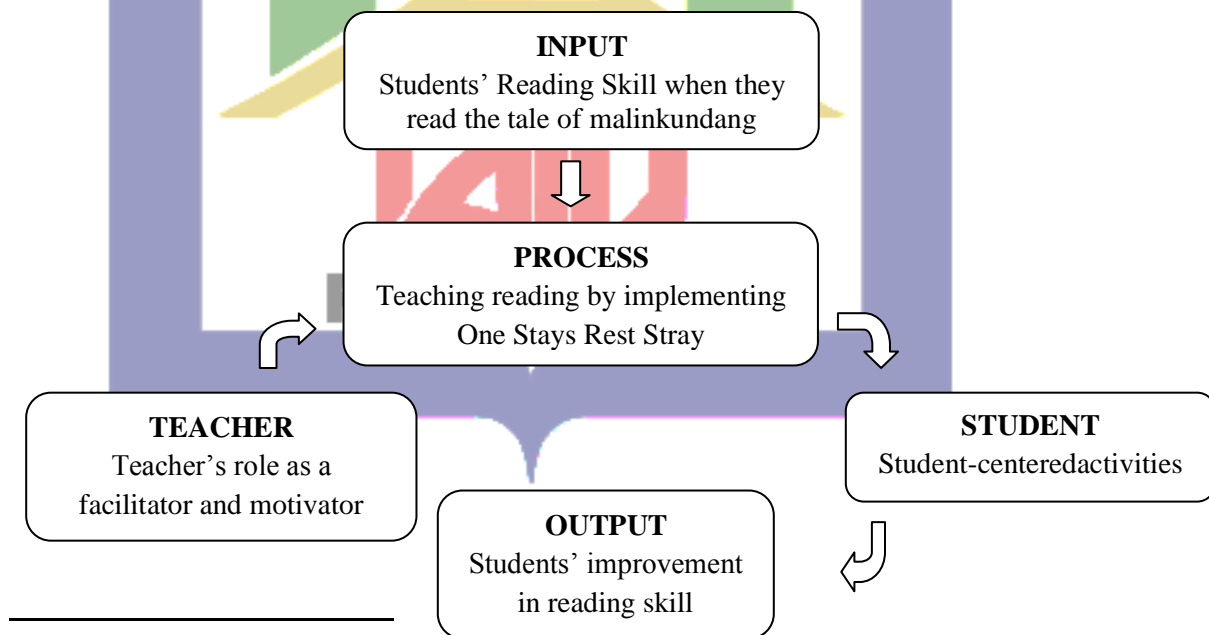 INPUT
Students’ Reading Skill when they
read the tale of malinkundang
PROCESS
Teaching reading by implementing
One Stays Rest Stray
TEACHER
Teacher’s role as a
facilitator and motivator
STUDENT
Student-centeredactivities
OUTPUT
Students’ improvement
in reading skill